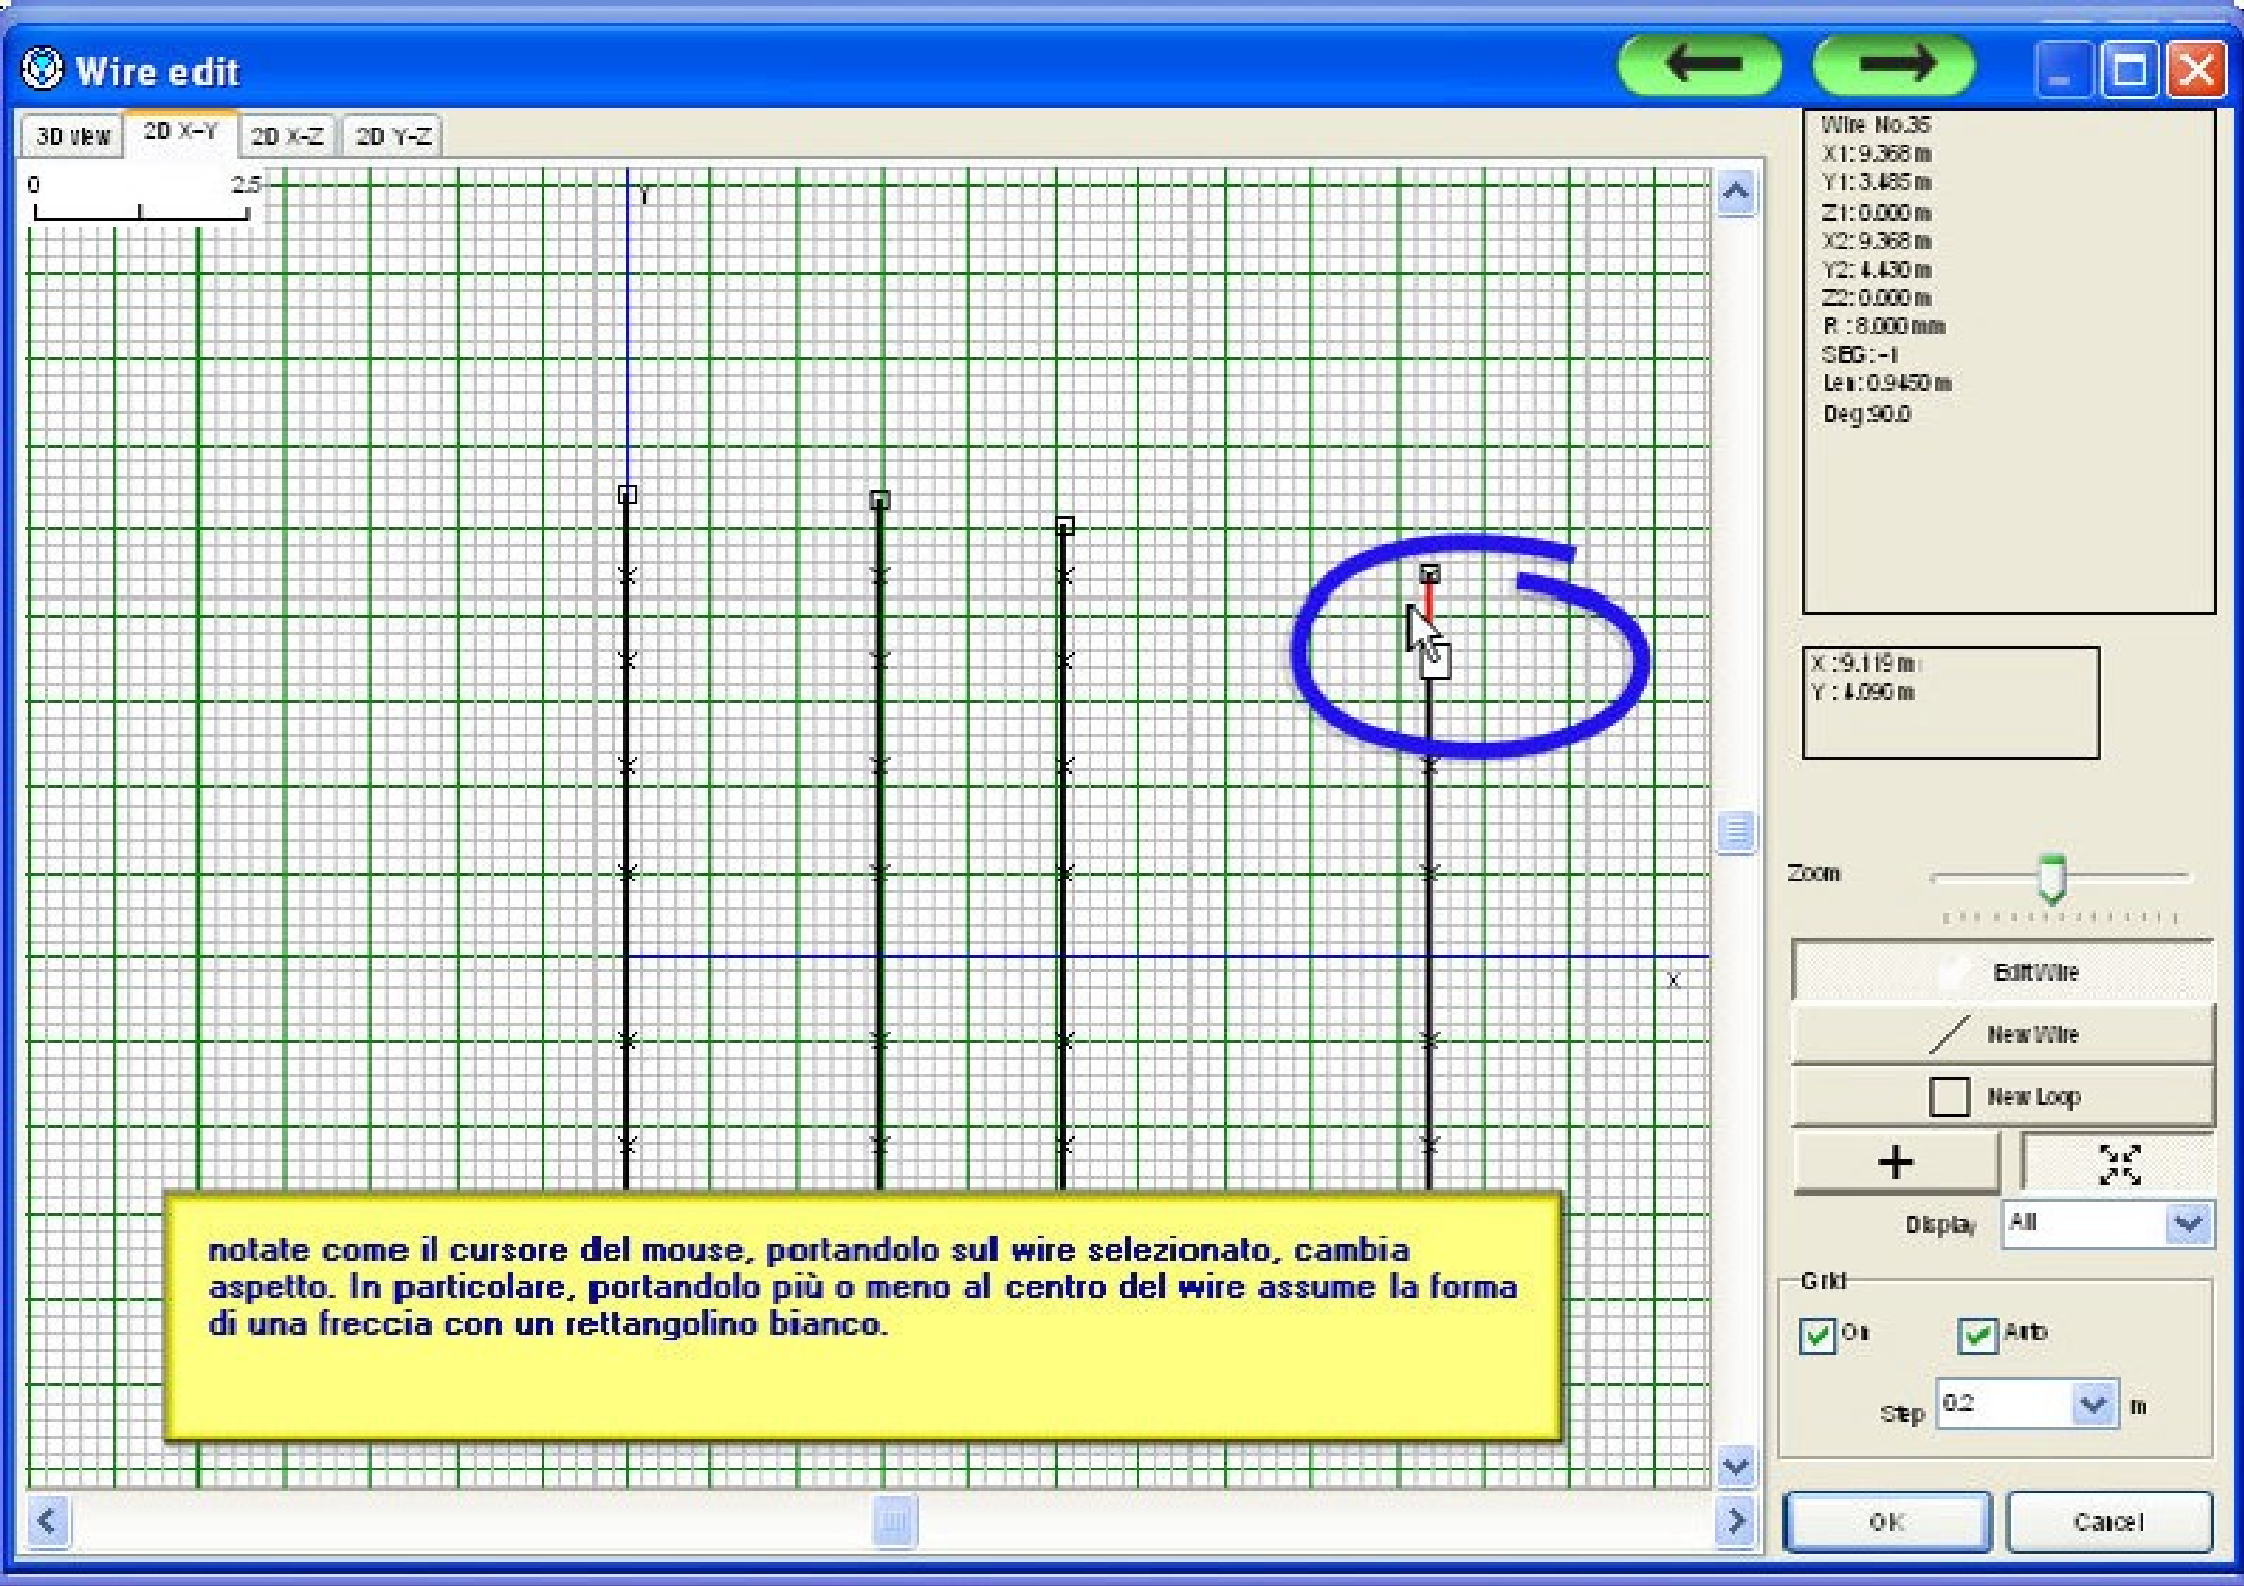 Wire edit
3D view 2D X-Y 2D X-Z 2D Y-Z
0 2.5
Y
X
Wire No.35
X1:9.368 m
Y1:3.485 m
Z1:0.000 m
X2:9.368 m
Y2:4.430 m
Z2:0.000 m
R :8.000 mm
SEG:-1
Len:0.9450 m
Deg:90.0
X :9.119 m
Y :4.096 m
Zoom
Edit Wire
New Wire
New Loop
Display All
Grid
On Auto
Step 0.2 m
OK Cancel
notate come il cursore del mouse, portandolo sul wire selezionato, cambia
aspetto. In particolare, portandolo più o meno al centro del wire assume la forma
di una freccia con un rettangolino bianco.